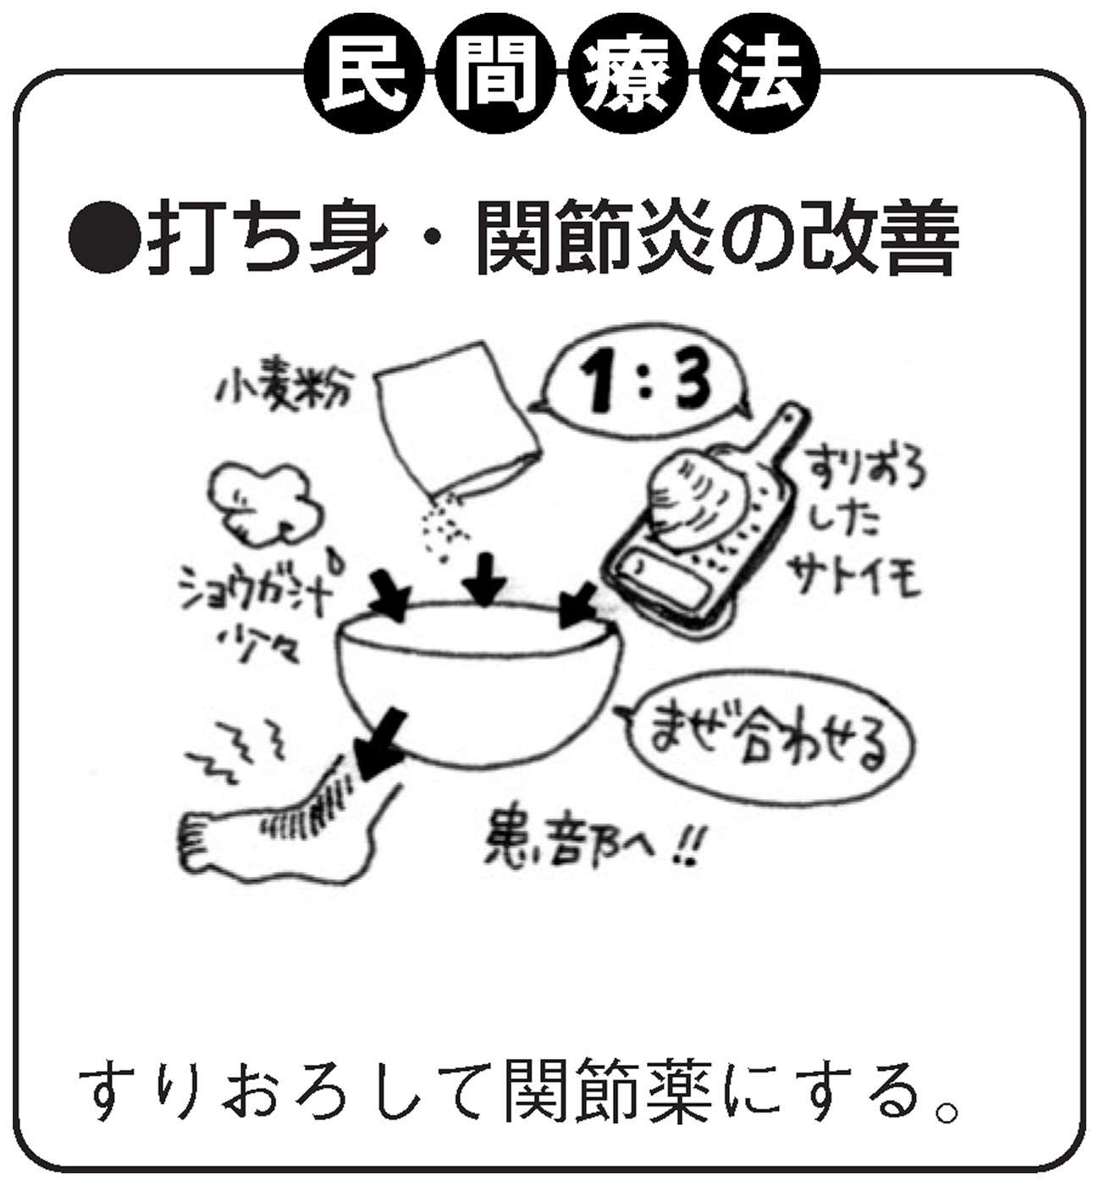 民間療法
●打ち身・関節炎の改善
小麦粉
1:3
すりおろ
した
サトイモ
ショウガ汁
少々
まぜ合わせる
患部へ!!
すりおろして関節薬にする。